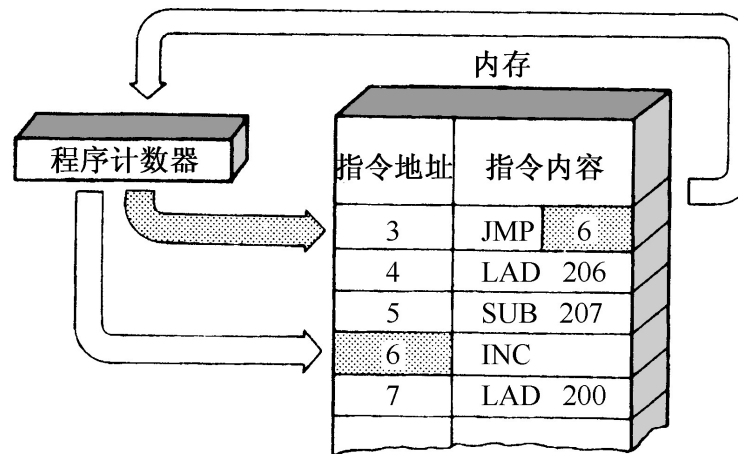 内存
程序计数器
指令地址 指令内容
3 JMP 6
4 LAD 206
5 SUB 207
6 INC
7 LAD 200